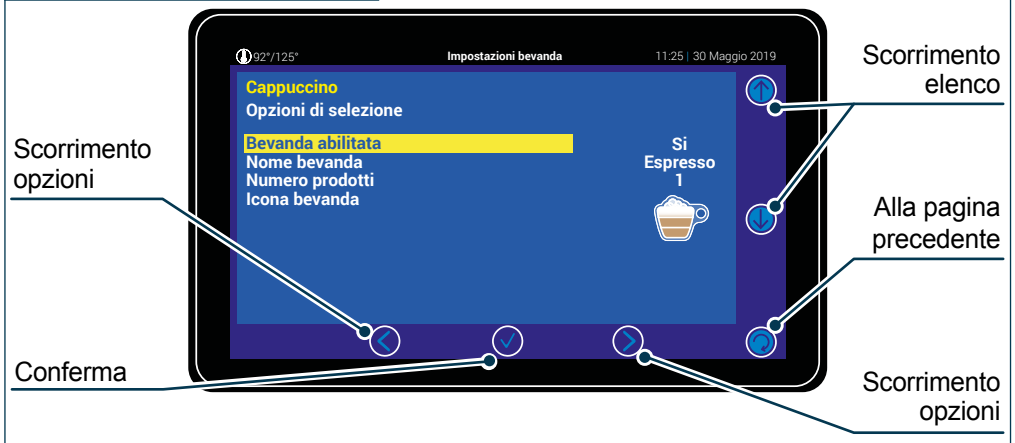 92°/125°
Impostazioni bevanda
11:25 | 30 Maggio 2019
Cappuccino
Opzioni di selezione
Bevanda abilitata
Si
Nome bevanda
Espresso
Numero prodotti
1
Icona bevanda
Scorrimento
elenco
Scorrimento
opzioni
Alla pagina
precedente
Conferma
Scorrimento
opzioni